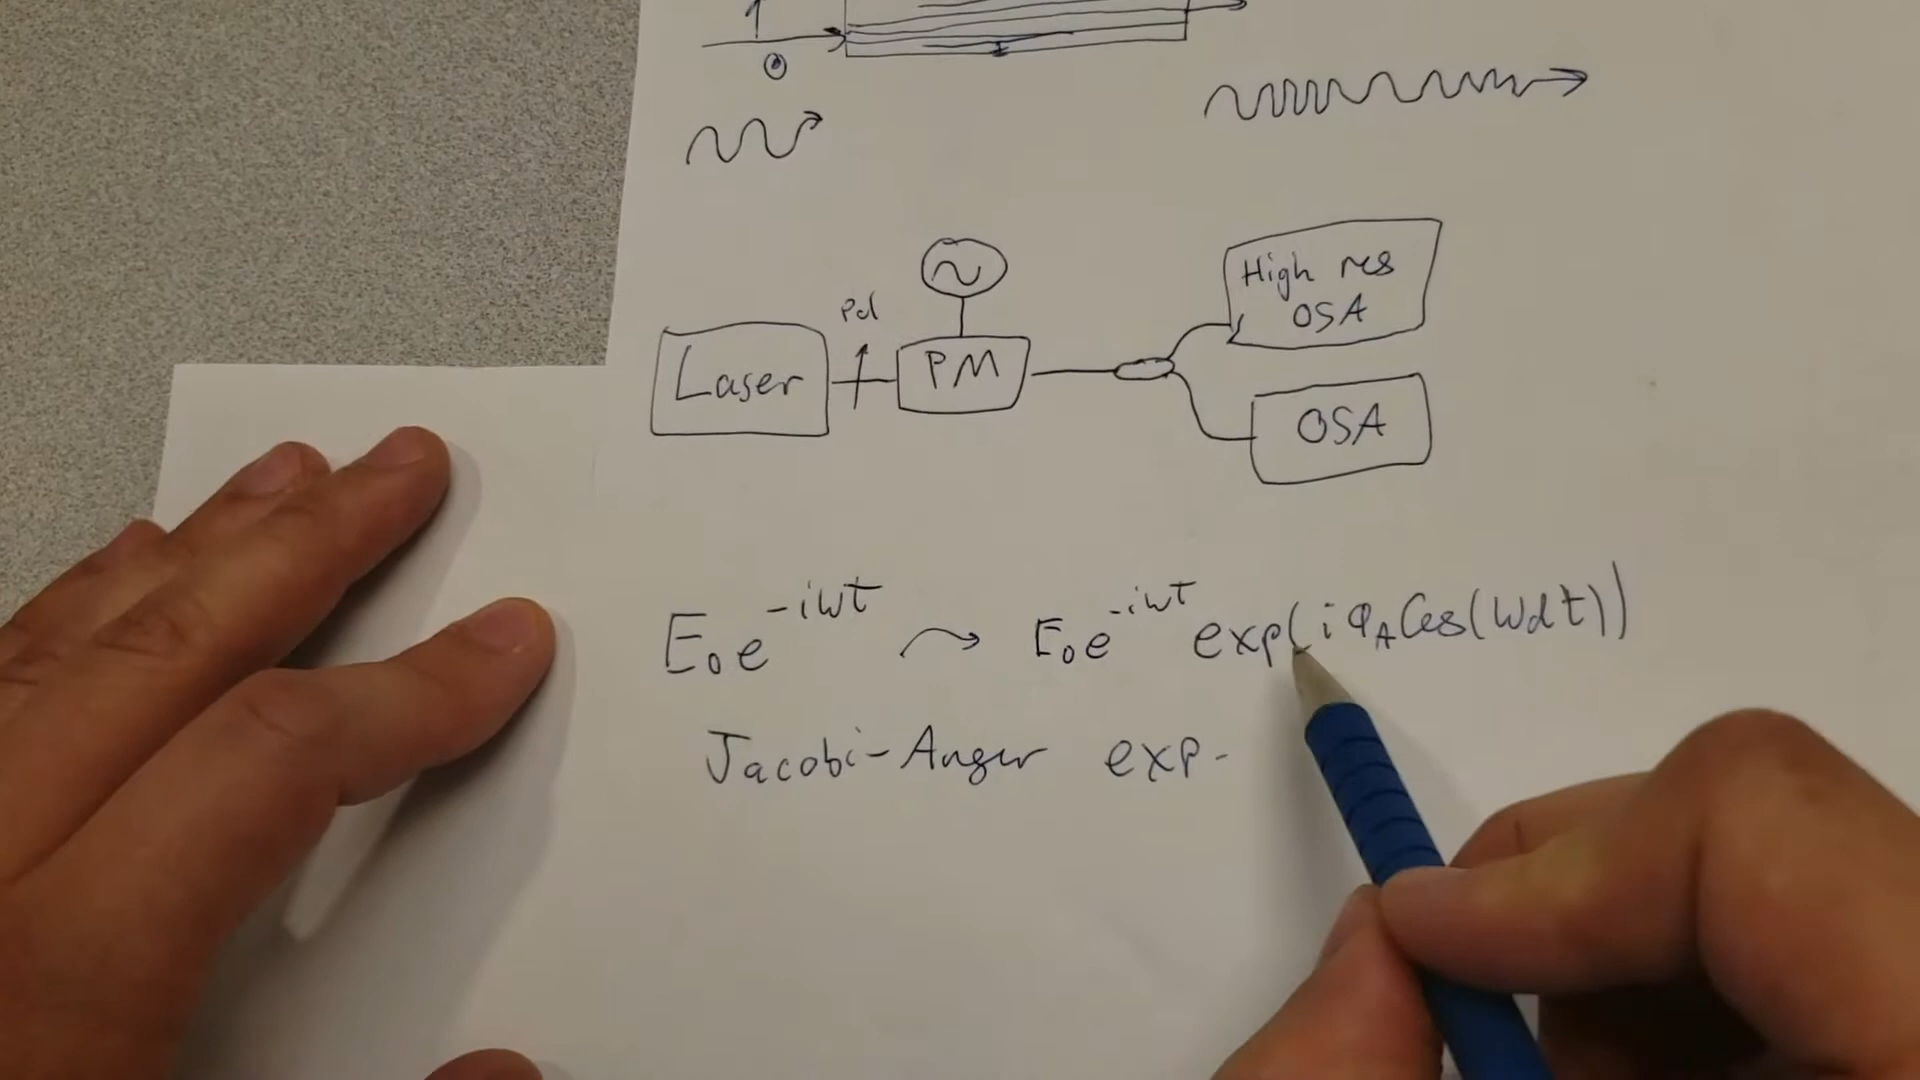 High res
OSA
Pol
Laser
PM
OSA
E₀e^-iωt → E₀e^-iωt exp(iφ_A Cos(ω_d t))
Jacobi-Anger exp-